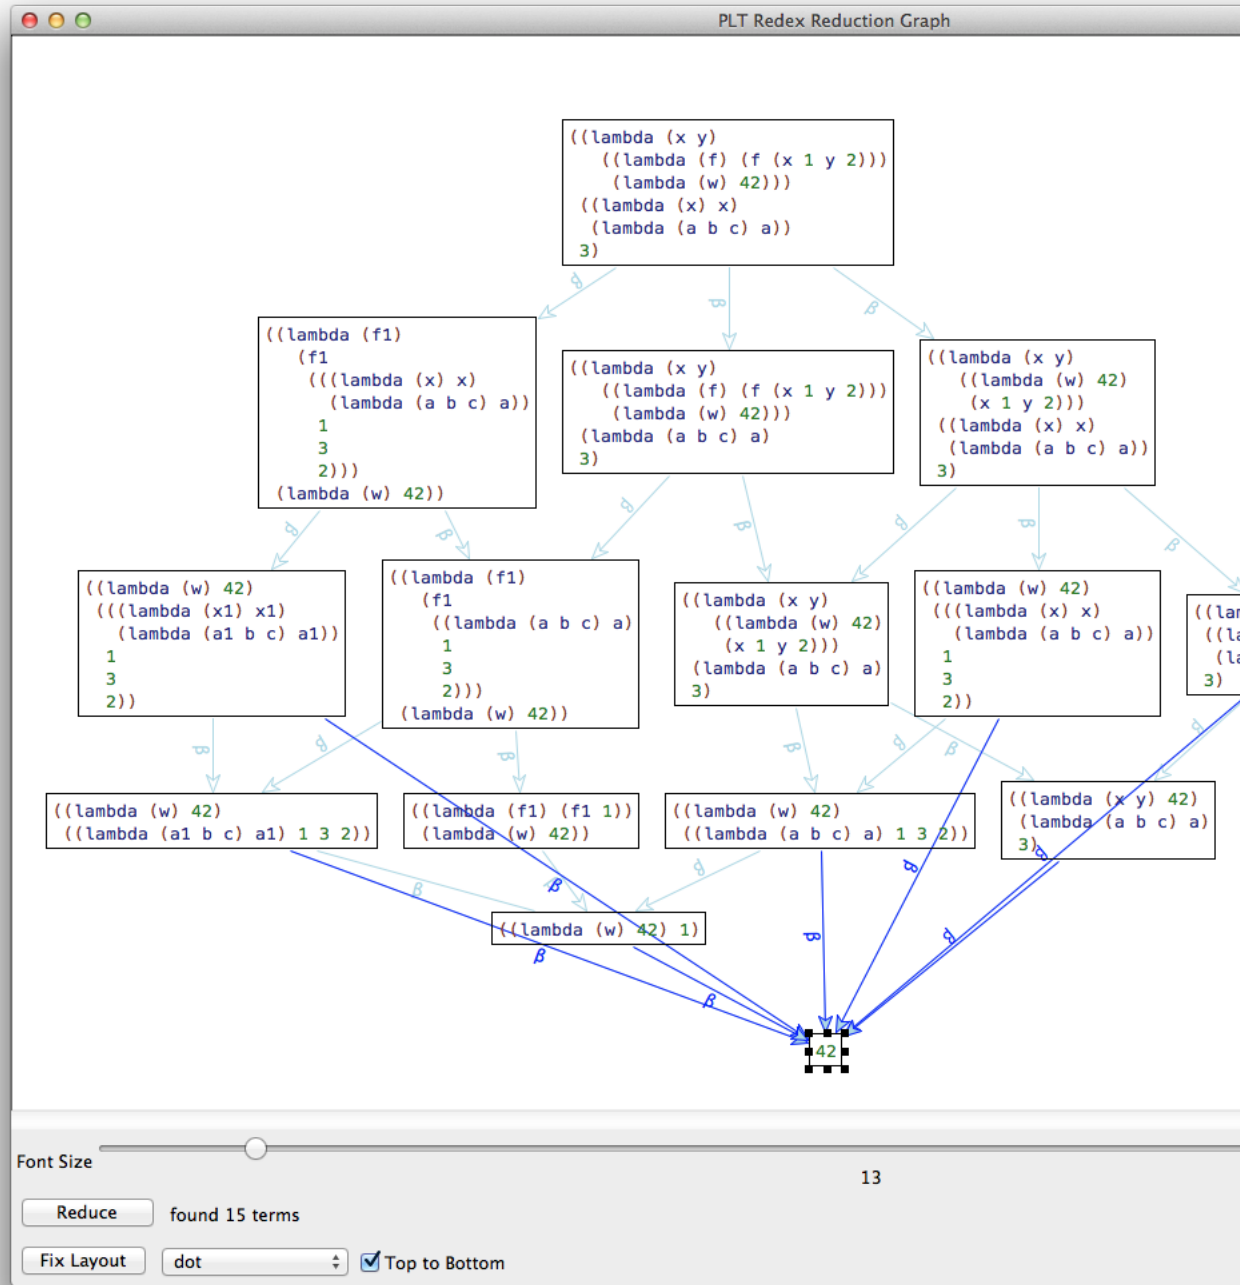 PLT Redex Reduction Graph
((lambda (x y)
((lambda (f) (f (x 1 y 2)))
(lambda (w) 42)))
((lambda (x) x)
(lambda (a b c) a))
3)
β
β
β
((lambda (f1)
(f1
(((lambda (x) x)
(lambda (a b c) a))
1
3
2)))
(lambda (w) 42))
((lambda (x y)
((lambda (f) (f (x 1 y 2)))
(lambda (w) 42)))
(lambda (a b c) a)
3)
((lambda (x y)
((lambda (w) 42)
(x 1 y 2)))
((lambda (x) x)
(lambda (a b c) a))
3)
β
β
β
β
β
β
β
((lambda (w) 42)
(((lambda (x1) x1)
(lambda (a1 b c) a1))
1
3
2))
((lambda (f1)
(f1
((lambda (a b c) a)
1
3
2)))
(lambda (w) 42))
((lambda (x y)
((lambda (w) 42)
(x 1 y 2)))
(lambda (a b c) a)
3)
((lambda (w) 42)
(((lambda (x) x)
(lambda (a b c) a))
1
3
2))
((lam
((la
(la
3)
β
β
β
β
β
β
β
((lambda (w) 42)
((lambda (a1 b c) a1) 1 3 2))
((lambda (f1) (f1 1))
(lambda (w) 42))
((lambda (w) 42)
((lambda (a b c) a) 1 3 2))
((lambda (x y) 42)
(lambda (a b c) a)
3)
β
β
β
β
β
β
((lambda (w) 42) 1)
β
β
β
β
42
Font Size
13
Reduce
found 15 terms
Fix Layout
dot
Top to Bottom